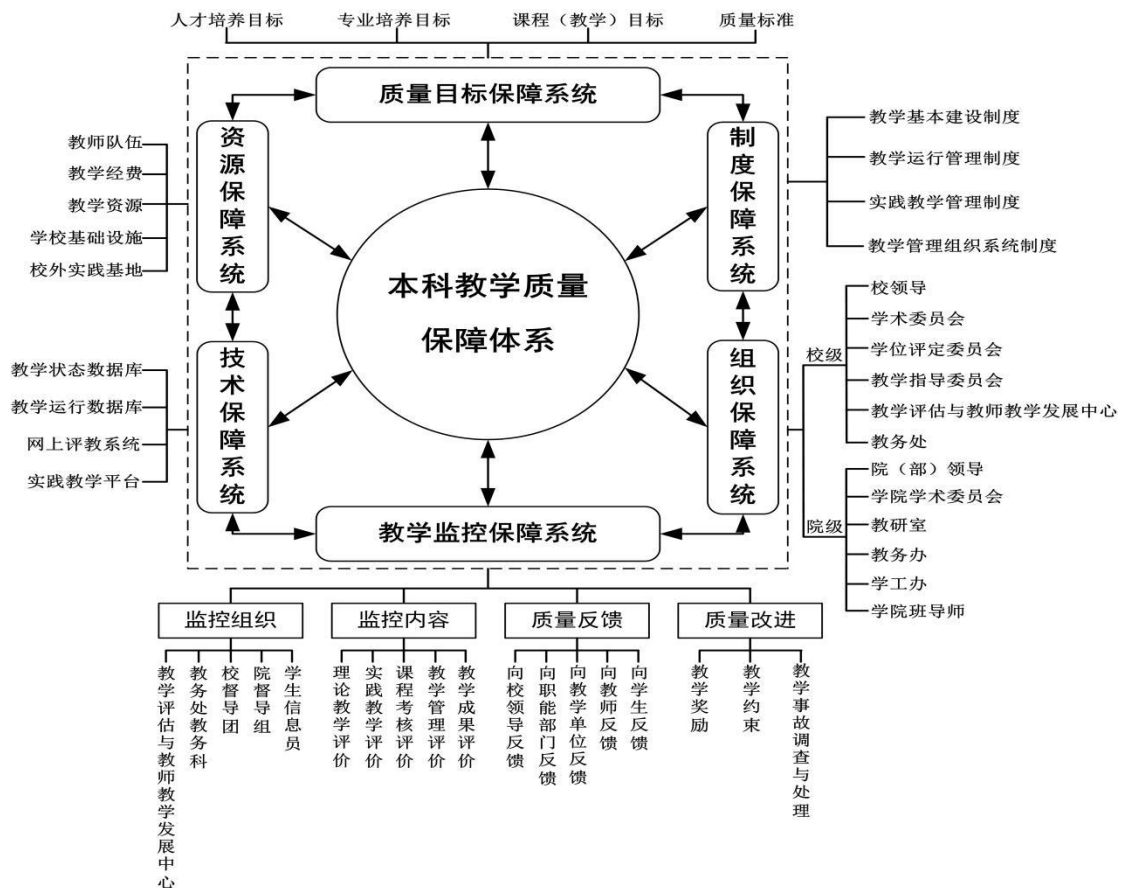 人才培养目标
专业培养目标
课程（教学）目标
质量标准
质量目标保障系统
资源保障系统
制度保障系统
教师队伍
教学经费
教学资源
学校基础设施
校外实践基地
教学基本建设制度
教学运行管理制度
实践教学管理制度
教学管理组织系统制度
本科教学质量
保障体系
技术保障系统
组织保障系统
教学状态数据库
教学运行数据库
网上评教系统
实践教学平台
校级
校领导
学术委员会
学位评定委员会
教学指导委员会
教学评估与教师教学发展中心
教务处
院级
院（部）领导
学院学术委员会
教研室
教务办
学工办
学院班导师
教学监控保障系统
监控组织
监控内容
质量反馈
质量改进
教学评估与教师教学发展中心
教务处教务科
校督导团
院督导组
学生信息员
理论教学评价
实践教学评价
课程考核评价
教学管理评价
教学成果评价
向校领导反馈
向职能部门反馈
向教学单位反馈
向教师反馈
向学生反馈
教学奖励
教学约束
教学事故调查与处理